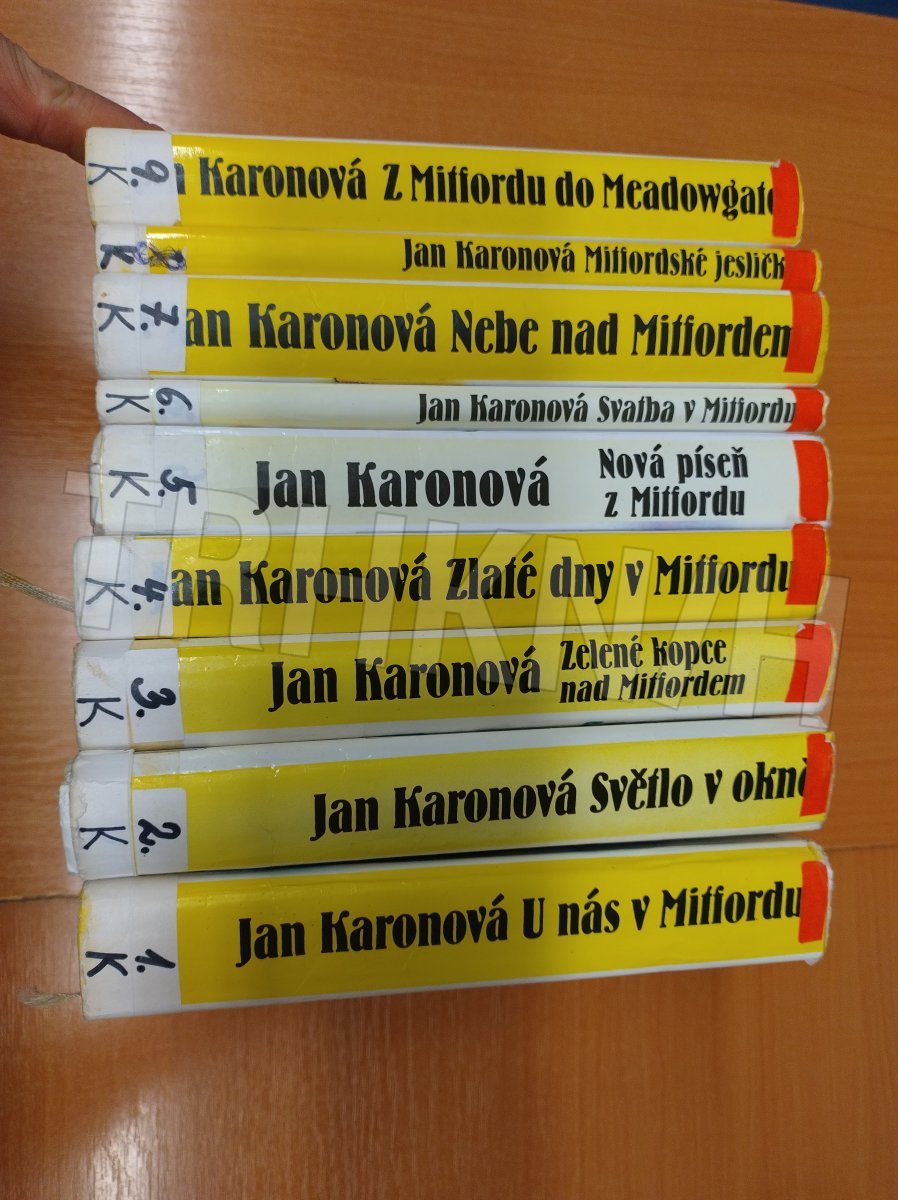 K 9. n Karonová Z Mitfordu do Meadowgate
K Jan Karonová Mitfordské jesličk
K 7. an Karonová Nebe nad Mitfordem
K 6. Jan Karonová Svatba v Mitfordu
K 5. Jan Karonová Nová píseň
z Mitfordu
K 4. an Karonová Zlaté dny v Mitfordu
K 3. Jan Karonová Zelené kopce
nad Mitfordem
K 2. Jan Karonová Světlo v okně
K 1. Jan Karonová U nás v Mitfordu